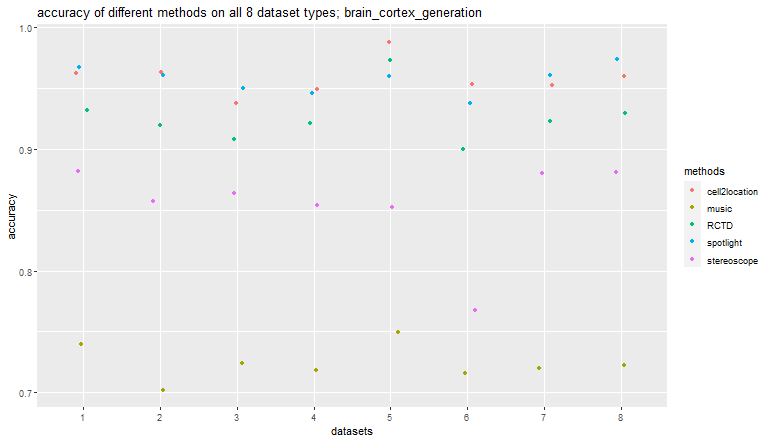 accuracy of different methods on all 8 dataset types; brain_cortex_generation
1.0
0.9
0.8
0.7
accuracy
1 2 3 4 5 6 7 8
datasets
methods
cell2location
music
RCTD
spotlight
stereoscope